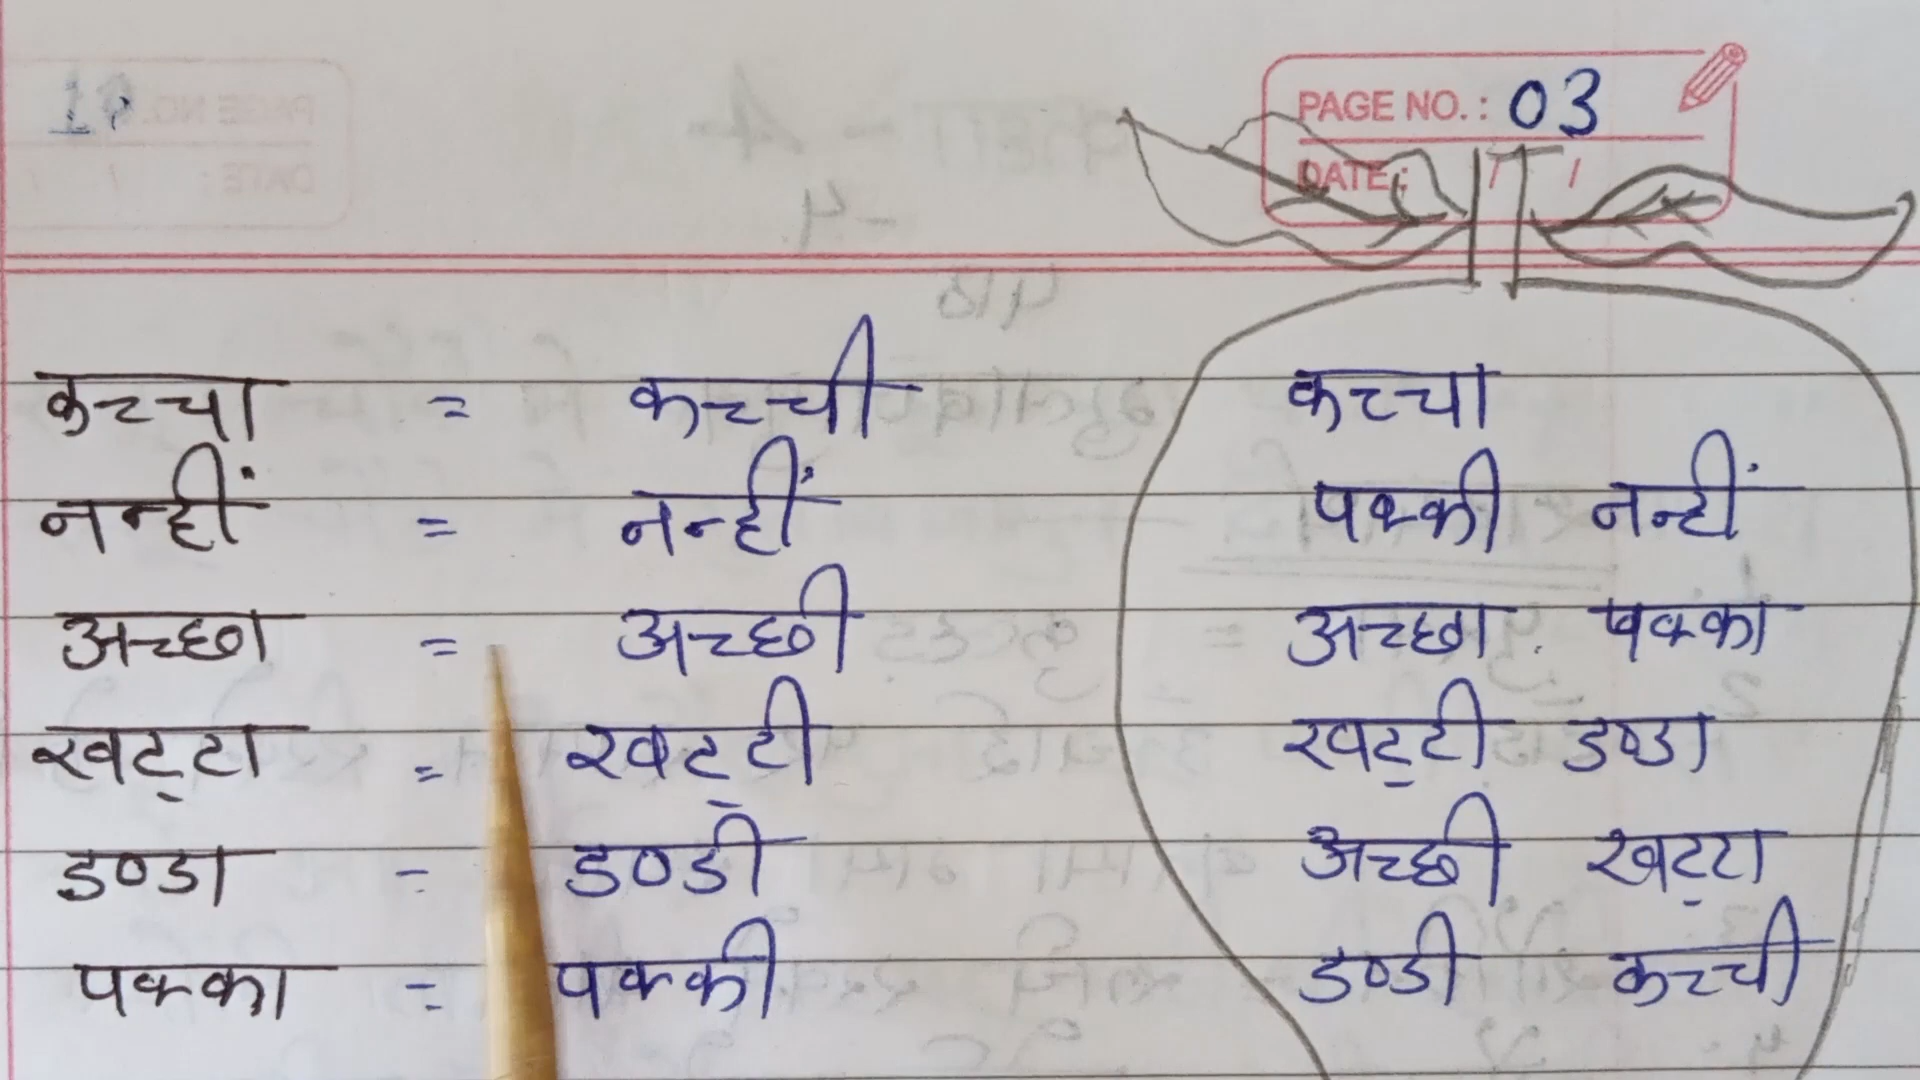 PAGE NO.: 03
DATE: / /
कच्चा = कच्ची कच्चा
नन्हीं = नन्हीं पक्की नन्हीं
अच्छा = अच्छी अच्छा पक्का
खट्टा = खट्टी खट्टी डण्डा
डण्डा = डण्डी अच्छी खट्टा
पक्का = पक्की डण्डी कच्ची